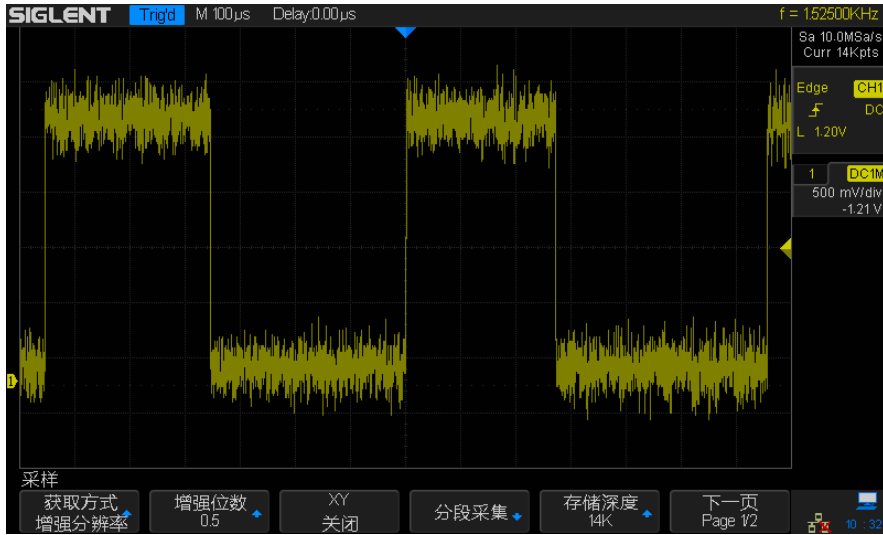 SIGLENT Trig'd M 100µs Delay:0.00µs f = 1.52500KHz
Sa 10.0MSa/s
Curr 14Kpts
Edge CH1
DC
L 1.20V
1 DC1M
500 mV/div
-1.21 V
1
采样
获取方式 增强位数 XY 分段采集 存储深度 下一页
增强分辨率 0.5 关闭 14K Page 1/2
10 : 32